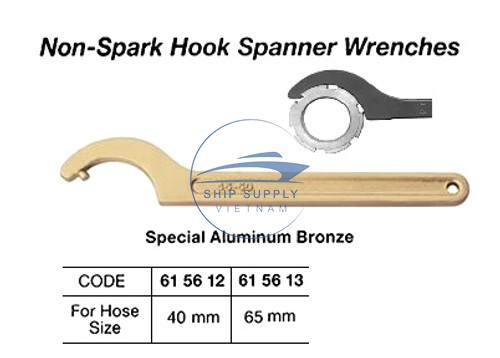 Non-Spark Hook Spanner Wrenches
SHIP SUPPLY
VIETNAM
Special Aluminum Bronze
CODE 61 56 12 61 56 13
For Hose Size 40 mm 65 mm